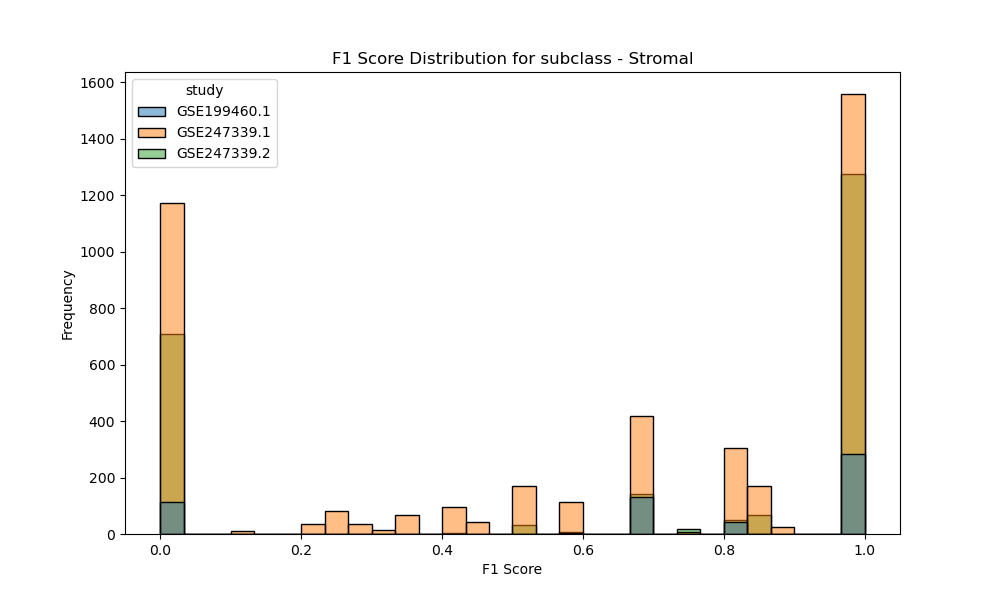 F1 Score Distribution for subclass - Stromal
study
GSE199460.1
GSE247339.1
GSE247339.2
Frequency
1600
1400
1200
1000
800
600
400
200
0
0.0 0.2 0.4 0.6 0.8 1.0
F1 Score